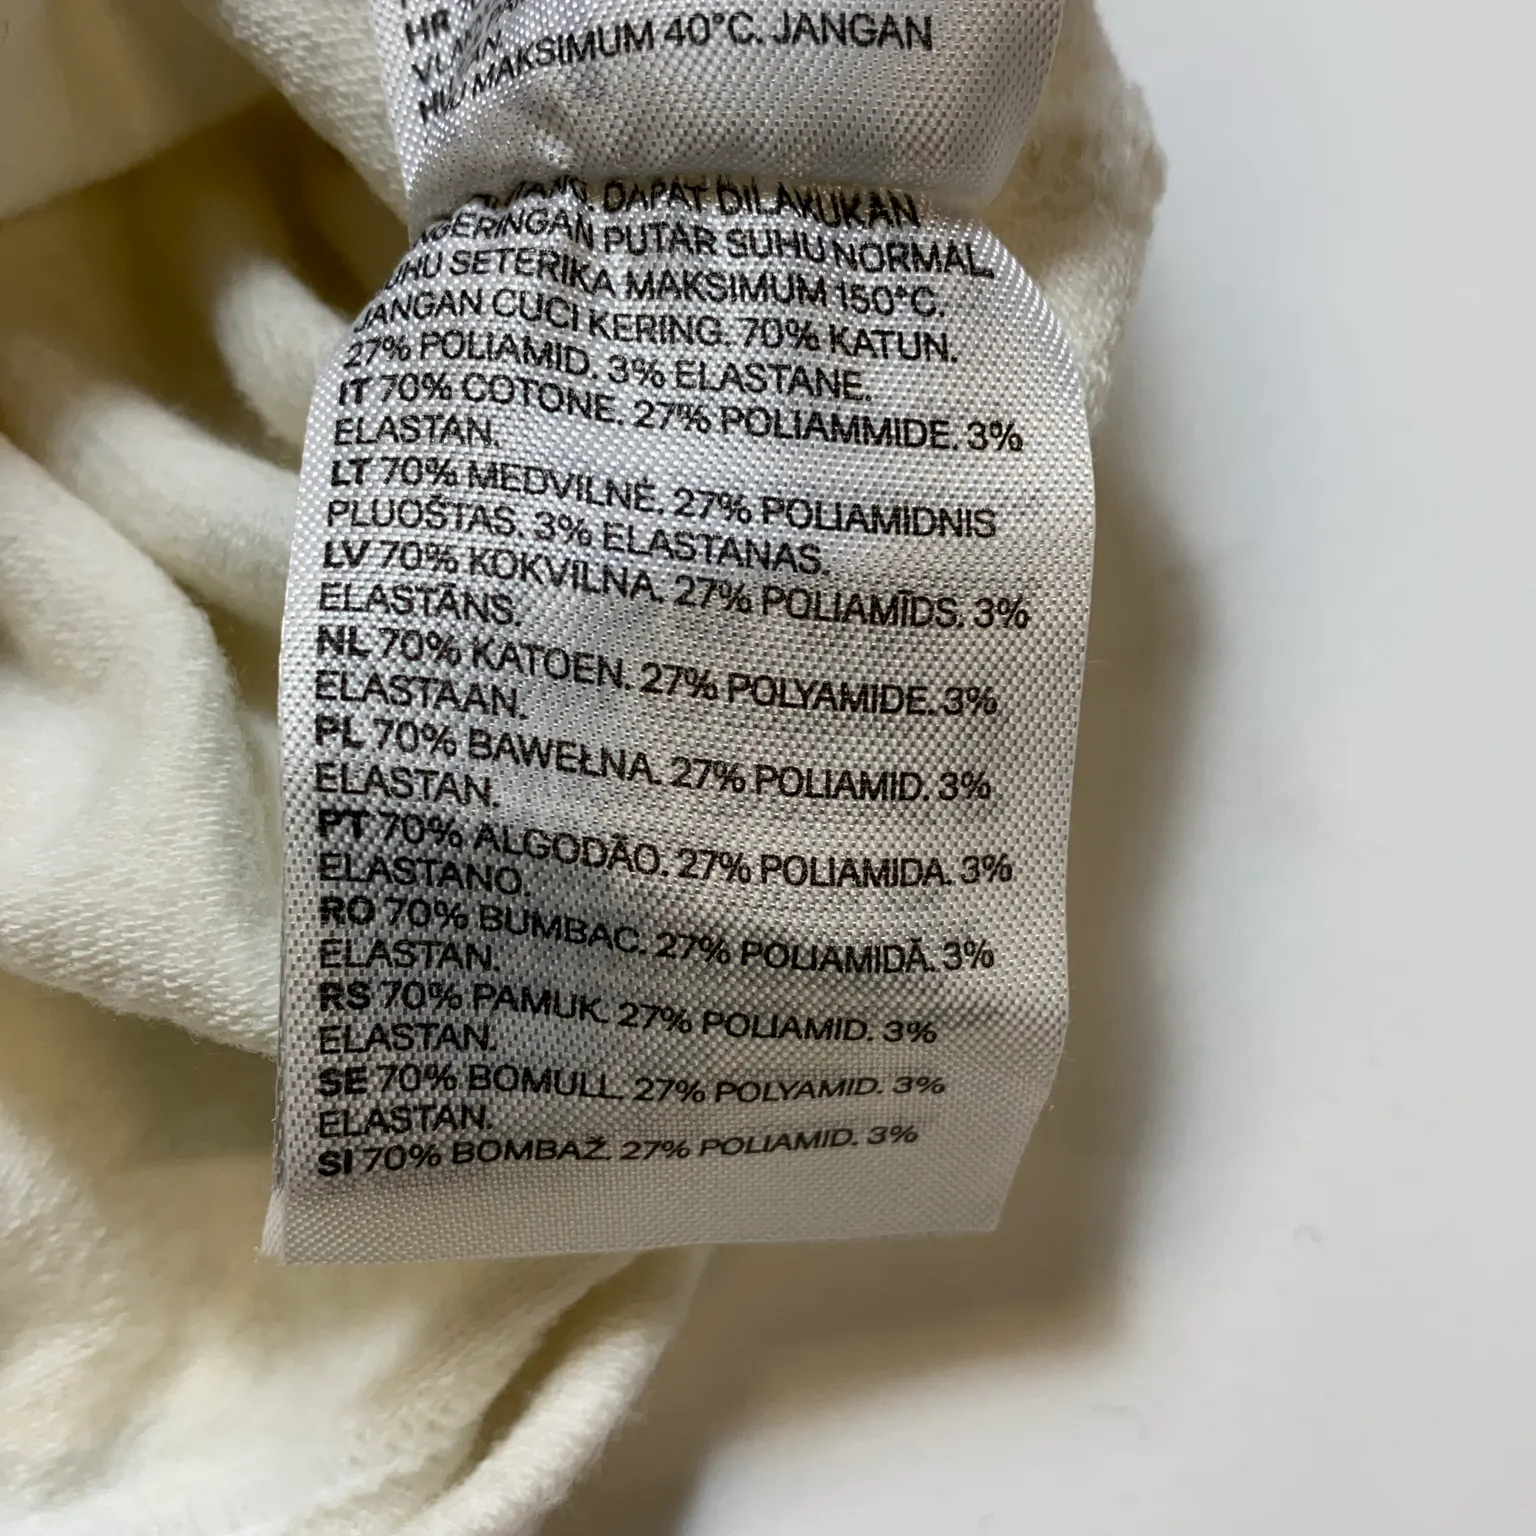 HR
MAKSIMUM 40°C. JANGAN
DAPAT DILAKUKAN
PUTAR SUHU NORMAL.
SETERIKA MAKSIMUM 150°C.
JANGAN CUCI KERING. 70% KATUN.
27% POLIAMID. 3% ELASTANE.
IT 70% COTONE. 27% POLIAMMIDE. 3%
ELASTAN.
LT 70% MEDVILNĖ. 27% POLIAMIDNIS
PLUOŠTAS. 3% ELASTANAS.
LV 70% KOKVILNA. 27% POLIAMĪDS. 3%
ELASTĀNS.
NL 70% KATOEN. 27% POLYAMIDE. 3%
ELASTAAN.
PL 70% BAWEŁNA. 27% POLIAMID. 3%
ELASTAN.
PT 70% ALGODÃO. 27% POLIAMIDA. 3%
ELASTANO.
RO 70% BUMBAC. 27% POLIAMIDĂ. 3%
ELASTAN.
RS 70% PAMUK. 27% POLIAMID. 3%
ELASTAN.
SE 70% BOMULL. 27% POLYAMID. 3%
ELASTAN.
SI 70% BOMBAŽ. 27% POLIAMID. 3%